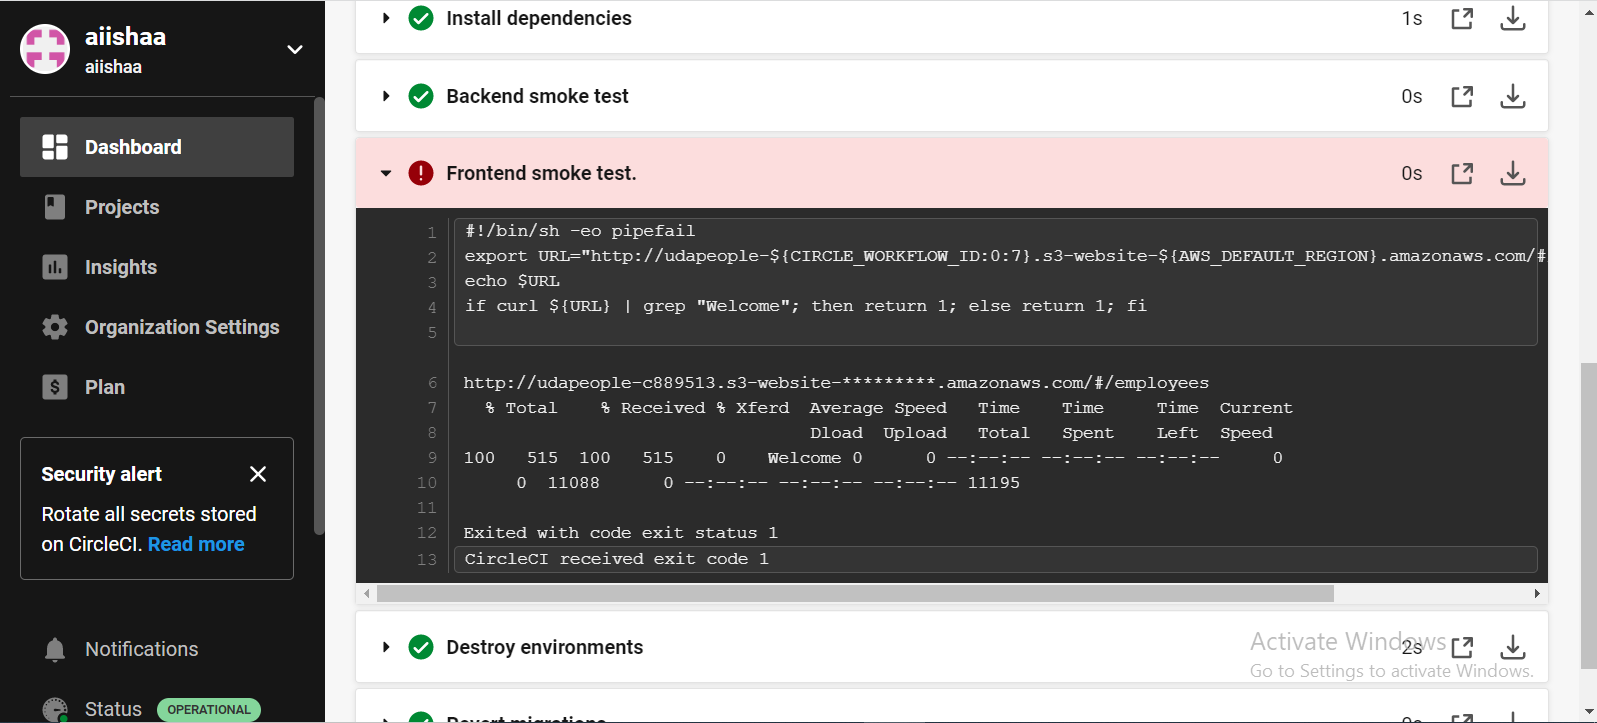 aiishaa
aiishaa
Dashboard
Projects
Insights
Organization Settings
$ Plan
Security alert
Rotate all secrets stored
on CircleCI. Read more
Notifications
Status OPERATIONAL
Install dependencies 1s
Backend smoke test 0s
Frontend smoke test. 0s
1 #!/bin/sh -eo pipefail
2 export URL="http://udapeople-${CIRCLE_WORKFLOW_ID:0:7}.s3-website-${AWS_DEFAULT_REGION}.amazonaws.com/#
3 echo $URL
4 if curl ${URL} | grep "Welcome"; then return 1; else return 1; fi
5
6 http://udapeople-c889513.s3-website-*********.amazonaws.com/#/employees
7 % Total % Received % Xferd Average Speed Time Time Time Current
8 Dload Upload Total Spent Left Speed
9 100 515 100 515 0 Welcome 0 0 --:--:-- --:--:-- --:--:-- 0
10 0 11088 0 --:--:-- --:--:-- --:--:-- 11195
11
12 Exited with code exit status 1
13 CircleCI received exit code 1
Destroy environments 2s
Activate Windows
Go to Settings to activate Windows.
Revert migrations 0s